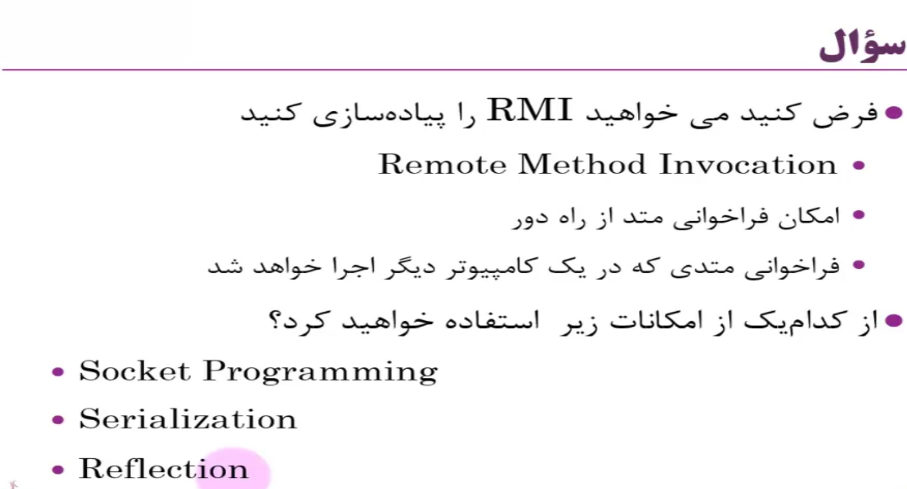 سؤال
فرض کنید می خواهید RMI را پیاده‌سازی کنید
Remote Method Invocation
امکان فراخوانی متد از راه دور
فراخوانی متدی که در یک کامپیوتر دیگر اجرا خواهد شد
از کدام‌یک از امکانات زیر استفاده خواهید کرد؟
Socket Programming
Serialization
Reflection